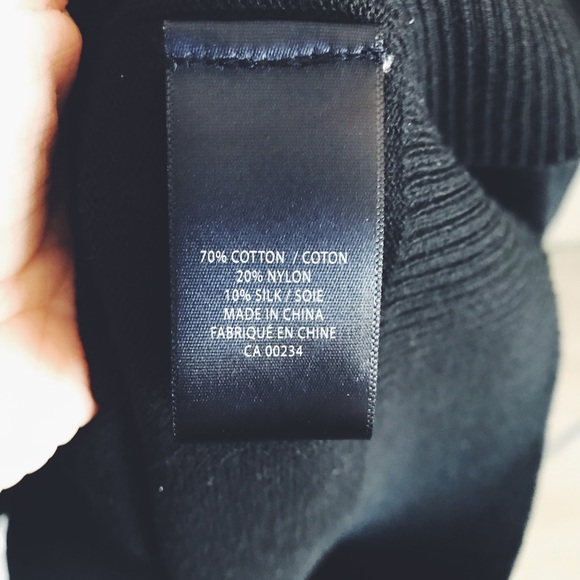 70% COTTON / COTON
20% NYLON
10% SILK / SOIE
MADE IN CHINA
FABRIQUÉ EN CHINE
CA 00234